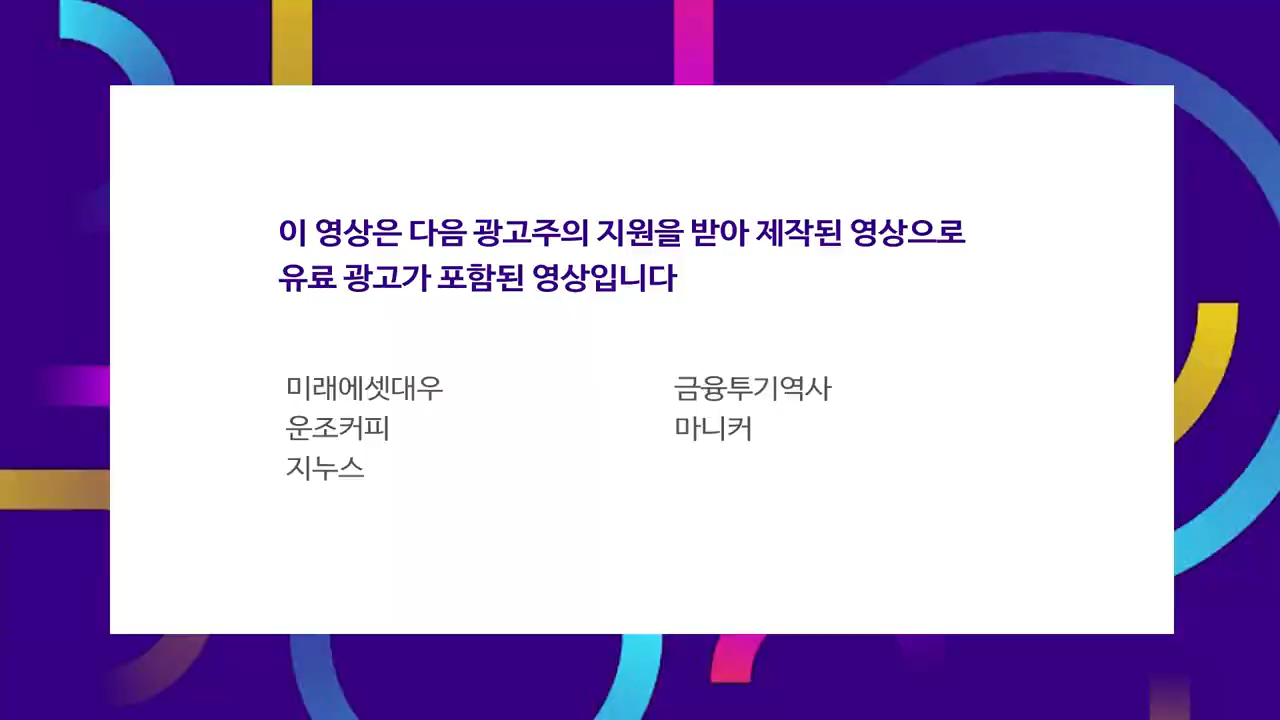 이 영상은 다음 광고주의 지원을 받아 제작된 영상으로
유료 광고가 포함된 영상입니다
미래에셋대우
운조커피
지누스
금융투기역사
마니커